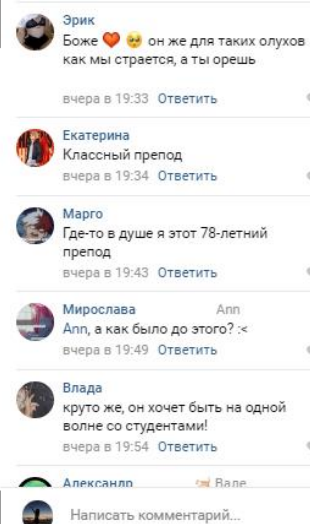 Эрик
Боже ❤️ 🥺 он же для таких олухов
как мы страется, а ты орешь
вчера в 19:33 Ответить
Екатерина
Классный препод
вчера в 19:34 Ответить
Марго
Где-то в душе я этот 78-летний
препод
вчера в 19:43 Ответить
Мирослава Ann
Ann, а как было до этого? :<
вчера в 19:49 Ответить
Влада
круто же, он хочет быть на одной
волне со студентами!
вчера в 19:54 Ответить
Александр Вале
Написать комментарий...